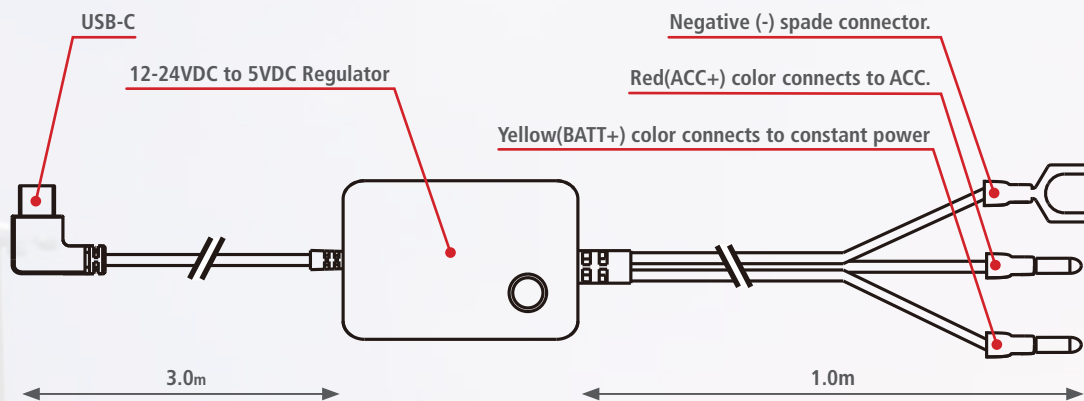 USB-C
Negative (-) spade connector.
12-24VDC to 5VDC Regulator
Red(ACC+) color connects to ACC.
Yellow(BATT+) color connects to constant power
3.0m
1.0m